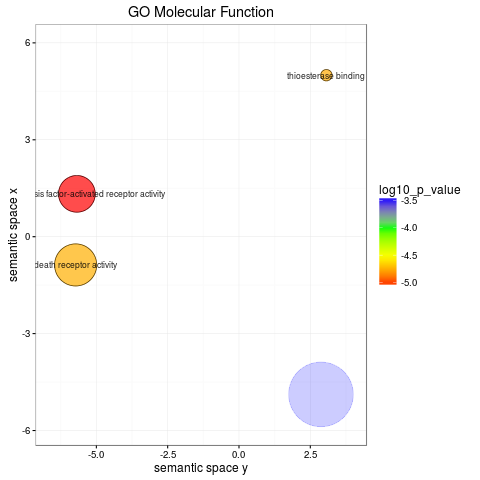 GO Molecular Function
6
3
0
-3
-6
semantic space x
thioesterase binding
sis factor-activated receptor activity
death receptor activity
-5.0
-2.5
0.0
2.5
semantic space y
log10_p_value
-3.5
-4.0
-4.5
-5.0